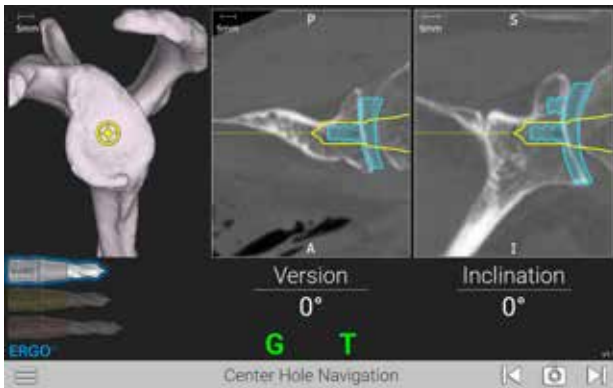 5mm
5mm
P
5mm
S
A
I
Version
Inclination
0°
0°
G T
ERGO
Center Hole Navigation